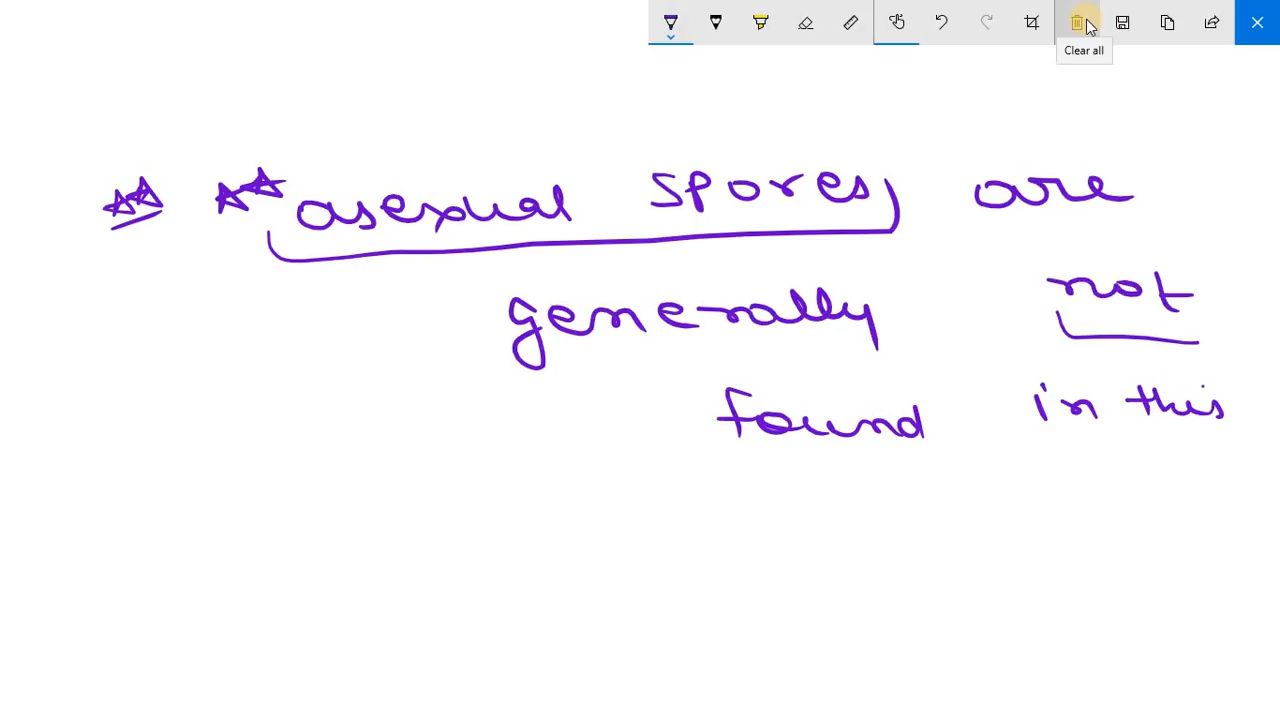 Clear all
asexual spores are
generally not
found in this